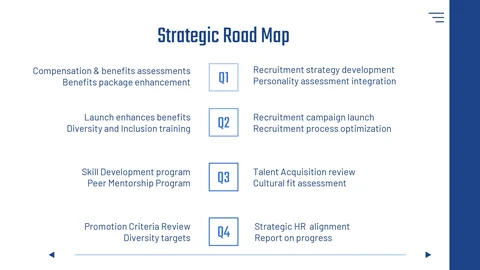 Strategic Road Map
Compensation & benefits assessments
Benefits package enhancement
Q1
Recruitment strategy development
Personality assessment integration
Launch enhances benefits
Diversity and Inclusion training
Q2
Recruitment campaign launch
Recruitment process optimization
Skill Development program
Peer Mentorship Program
Q3
Talent Acquisition review
Cultural fit assessment
Promotion Criteria Review
Diversity targets
Q4
Strategic HR alignment
Report on progress